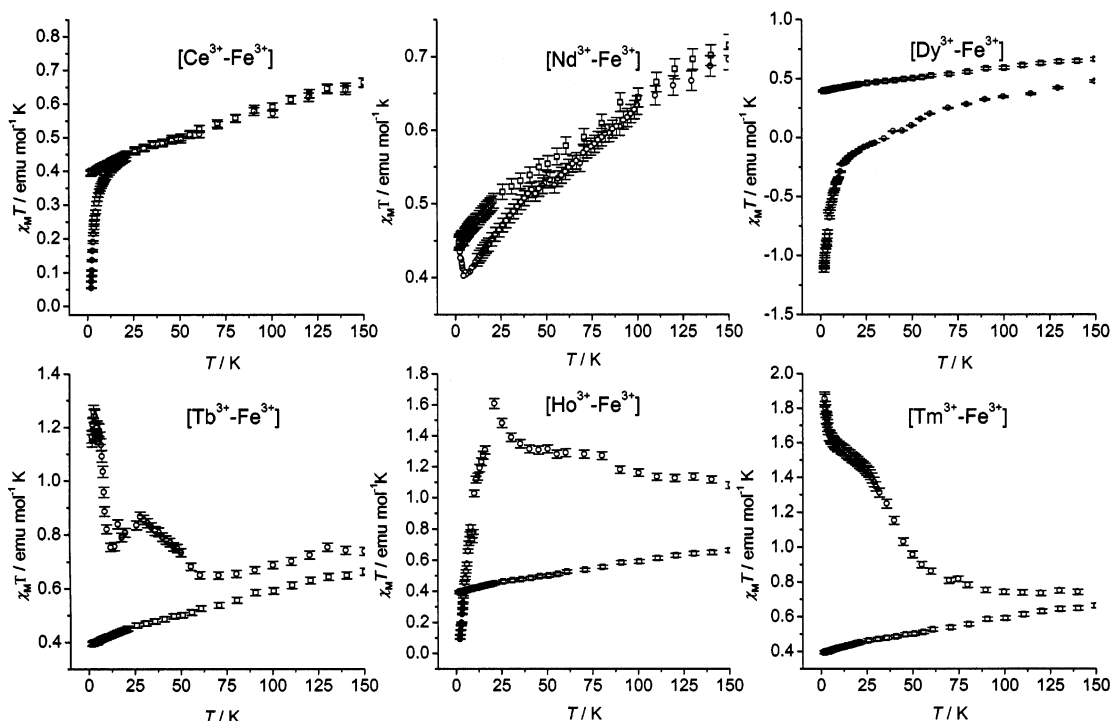 [Ce³⁺-Fe³⁺]
χMT / emu mol⁻¹ K
0.8
0.7
0.6
0.5
0.4
0.3
0.2
0.1
0.0
0 25 50 75 100 125 150
T / K
[Nd³⁺-Fe³⁺]
χMT / emu mol⁻¹ k
0.7
0.6
0.5
0.4
0 25 50 75 100 125 150
T / K
[Dy³⁺-Fe³⁺]
χMT / emu mol⁻¹ K
1.0
0.5
0.0
-0.5
-1.0
-1.5
0 25 50 75 100 125 150
T / K
[Tb³⁺-Fe³⁺]
χMT / emu mol⁻¹ K
1.4
1.2
1.0
0.8
0.6
0.4
0 25 50 75 100 125 150
T / K
[Ho³⁺-Fe³⁺]
χMT / emu mol⁻¹ K
1.8
1.6
1.4
1.2
1.0
0.8
0.6
0.4
0.2
0.0
0 25 50 75 100 125 150
T / K
[Tm³⁺-Fe³⁺]
χMT / emu mol⁻¹ K
2.0
1.8
1.6
1.4
1.2
1.0
0.8
0.6
0.4
0 25 50 75 100 125 150
T / K